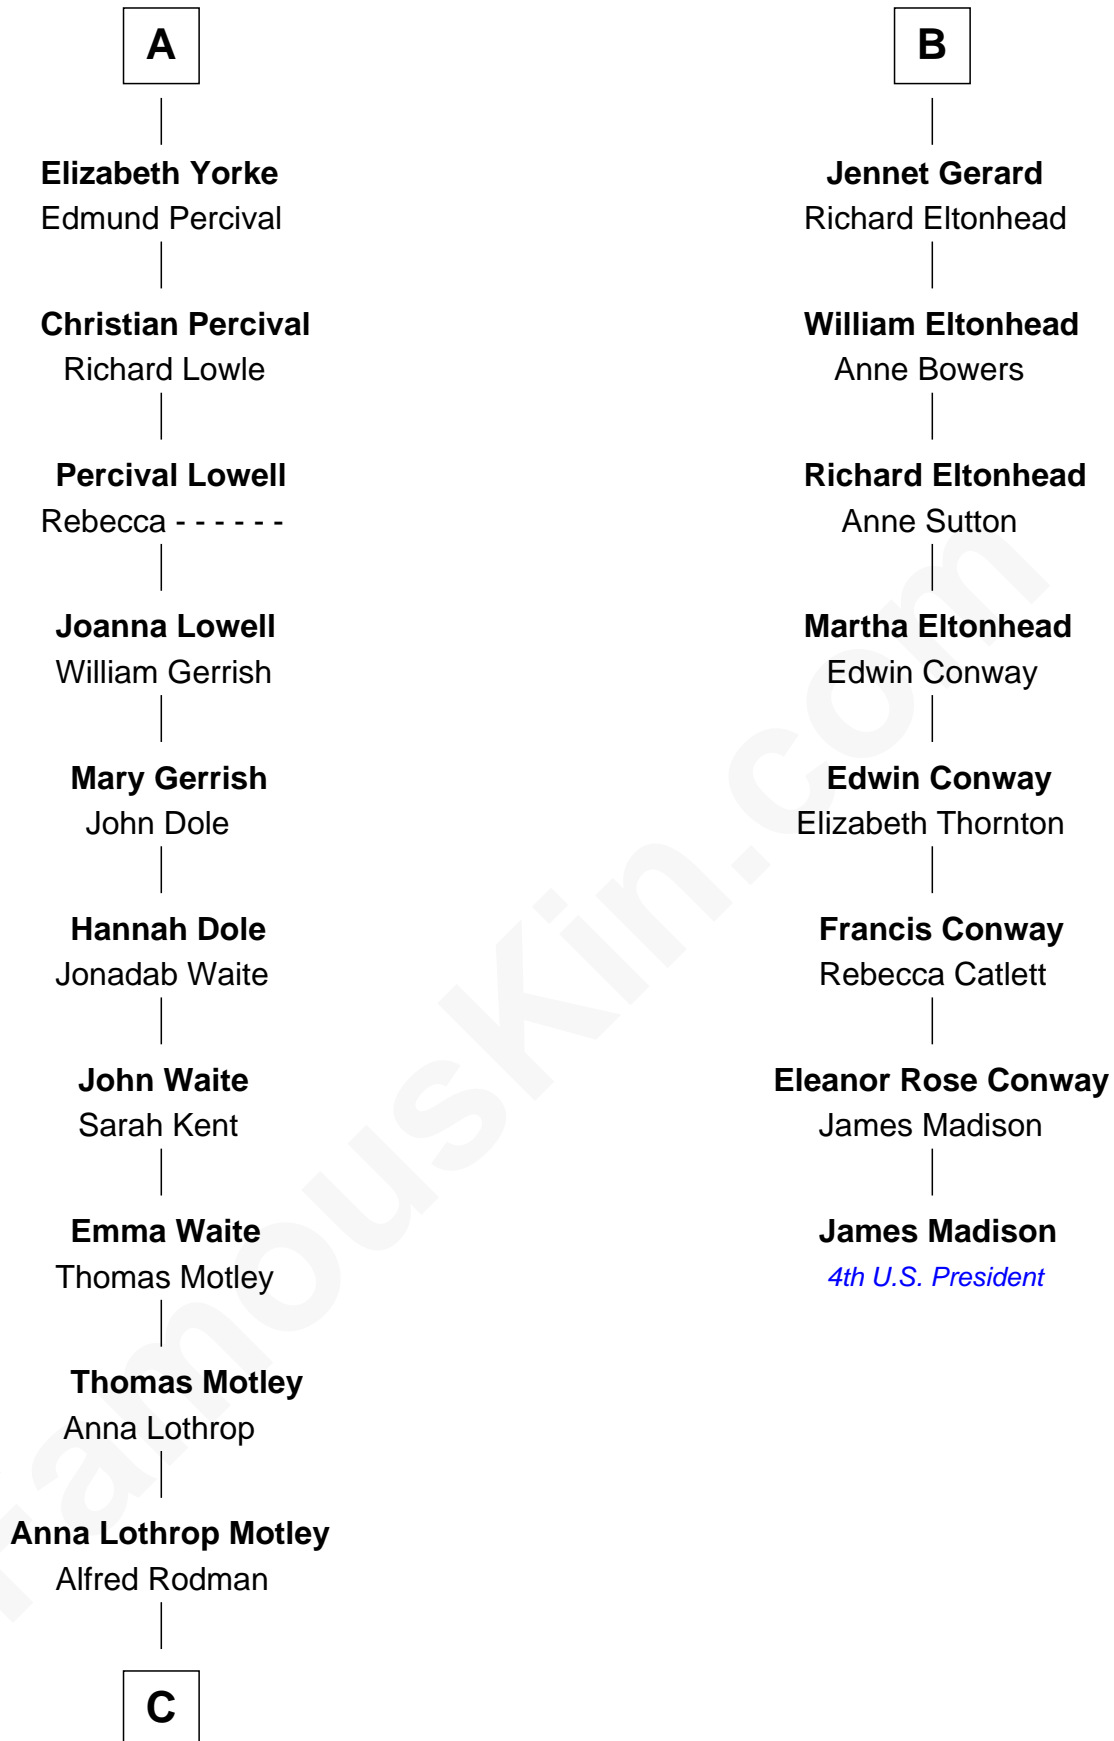 A
Elizabeth Yorke
Edmund Percival
Christian Percival
Richard Lowle
Percival Lowell
Rebecca - - - - - -
Joanna Lowell
William Gerrish
Mary Gerrish
John Dole
Hannah Dole
Jonadab Waite
John Waite
Sarah Kent
Emma Waite
Thomas Motley
Thomas Motley
Anna Lothrop
Anna Lothrop Motley
Alfred Rodman
C
B
Jennet Gerard
Richard Eltonhead
William Eltonhead
Anne Bowers
Richard Eltonhead
Anne Sutton
Martha Eltonhead
Edwin Conway
Edwin Conway
Elizabeth Thornton
Francis Conway
Rebecca Catlett
Eleanor Rose Conway
James Madison
James Madison
4th U.S. President
FamousKin.com